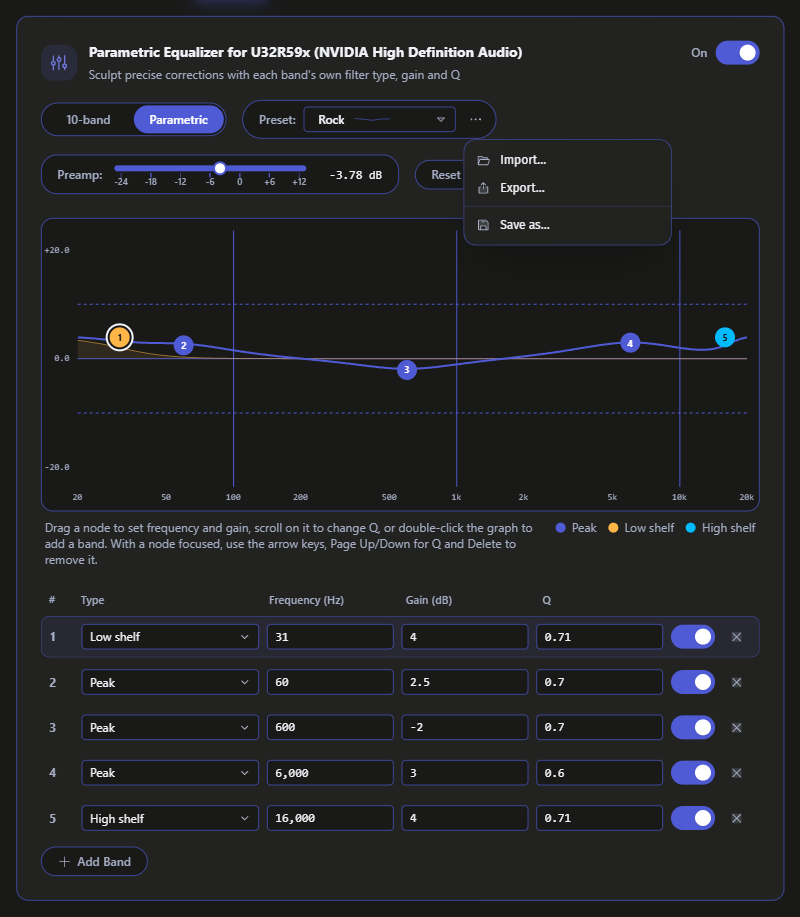 Parametric Equalizer for U32R59x (NVIDIA High Definition Audio)
Sculpt precise corrections with each band's own filter type, gain and Q
On
10-band
Parametric
Preset:
Rock
...
Import...
Export...
Save as...
Preamp:
-24 -18 -12 -6 0 +6 +12
-3.78 dB
Reset
+20.0
0.0
-20.0
1
2
3
4
5
20 50 100 200 500 1k 2k 5k 10k 20k
Drag a node to set frequency and gain, scroll on it to change Q, or double-click the graph to
add a band. With a node focused, use the arrow keys, Page Up/Down for Q and Delete to
remove it.
Peak Low shelf High shelf
# Type Frequency (Hz) Gain (dB) Q
1 Low shelf 31 4 0.71
2 Peak 60 2.5 0.7
3 Peak 600 -2 0.7
4 Peak 6,000 3 0.6
5 High shelf 16,000 4 0.71
+ Add Band